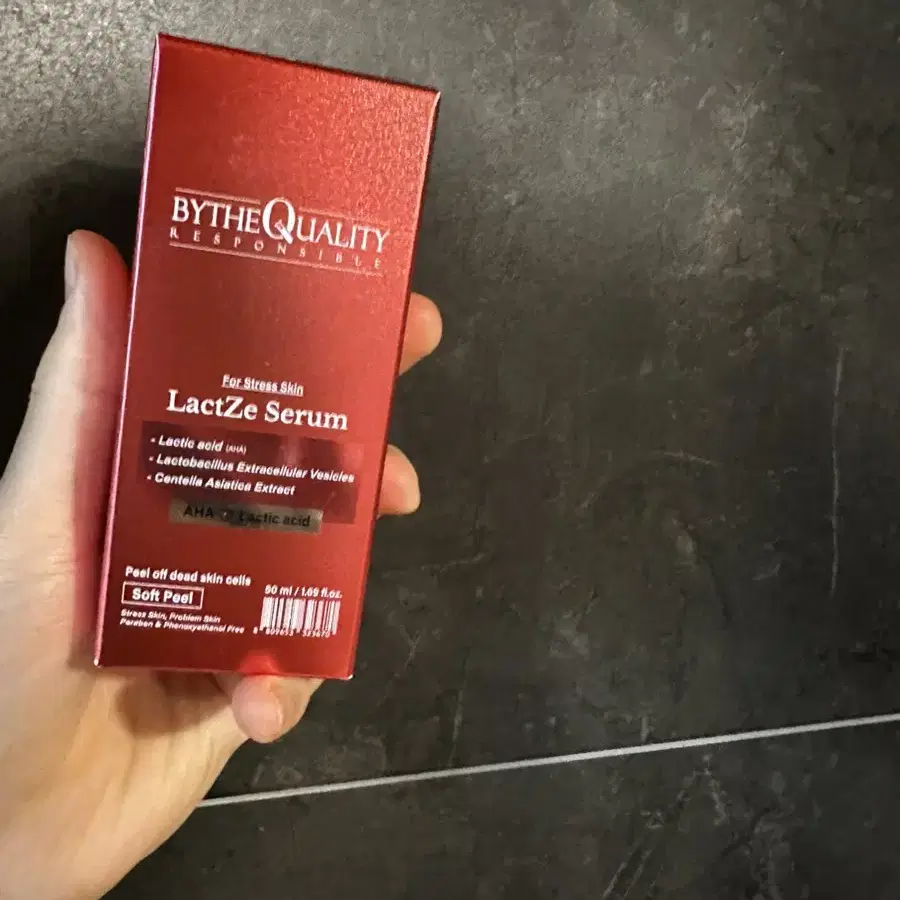 BYTHEQUALITY
RESPONSIBLE
For Stress Skin
LactZe Serum
• Lactic acid (AHA)
• Lactobacillus Extracellular Vesicles
• Centella Asiatica Extract
AHA Lactic acid
Peel off dead skin cells
Soft Peel
50 ml / 1.69 fl.oz.
Stress Skin, Problem Skin
Paraben & Phenoxyethanol Free